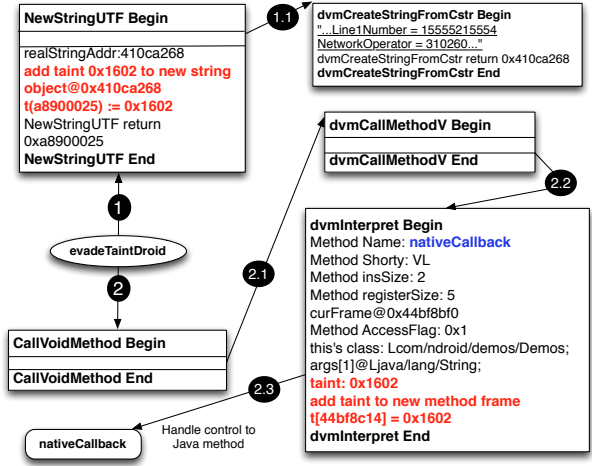 NewStringUTF Begin
realStringAddr:410ca268
add taint 0x1602 to new string
object@0x410ca268
t(a8900025) := 0x1602
NewStringUTF return
0xa8900025
NewStringUTF End
1.1
dvmCreateStringFromCstr Begin
"...Line1Number = 15555215554
NetworkOperator = 310260..."
dvmCreateStringFromCstr return 0x410ca268
dvmCreateStringFromCstr End
dvmCallMethodV Begin
dvmCallMethodV End
2.2
1
evadeTaintDroid
2
2.1
CallVoidMethod Begin
CallVoidMethod End
dvmInterpret Begin
Method Name: nativeCallback
Method Shorty: VL
Method insSize: 2
Method registerSize: 5
curFrame@0x44bf8bf0
Method AccessFlag: 0x1
this's class: Lcom/ndroid/demos/Demos;
args[1]@Ljava/lang/String;
taint: 0x1602
add taint to new method frame
t[44bf8c14] = 0x1602
dvmInterpret End
2.3
nativeCallback
Handle control to
Java method